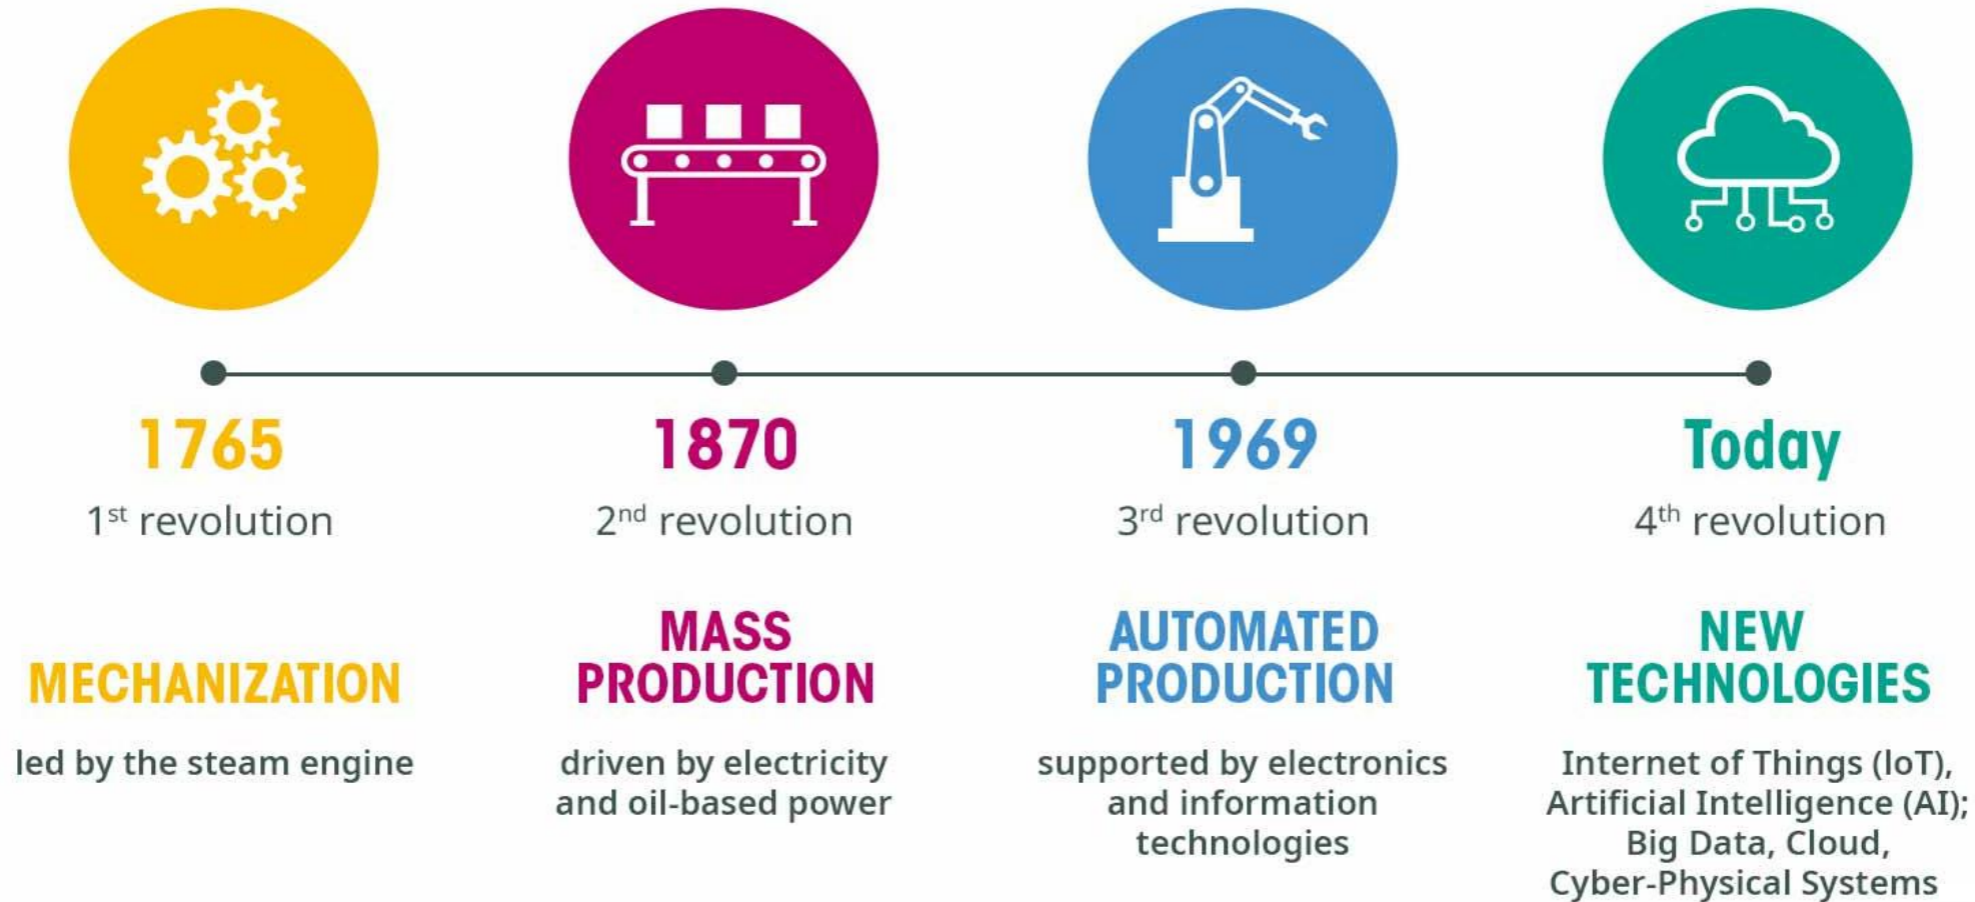 1765
1st revolution
MECHANIZATION
led by the steam engine
1870
2nd revolution
MASS
PRODUCTION
driven by electricity
and oil-based power
1969
3rd revolution
AUTOMATED
PRODUCTION
supported by electronics
and information
technologies
Today
4th revolution
NEW
TECHNOLOGIES
Internet of Things (IoT),
Artificial Intelligence (AI);
Big Data, Cloud,
Cyber-Physical Systems